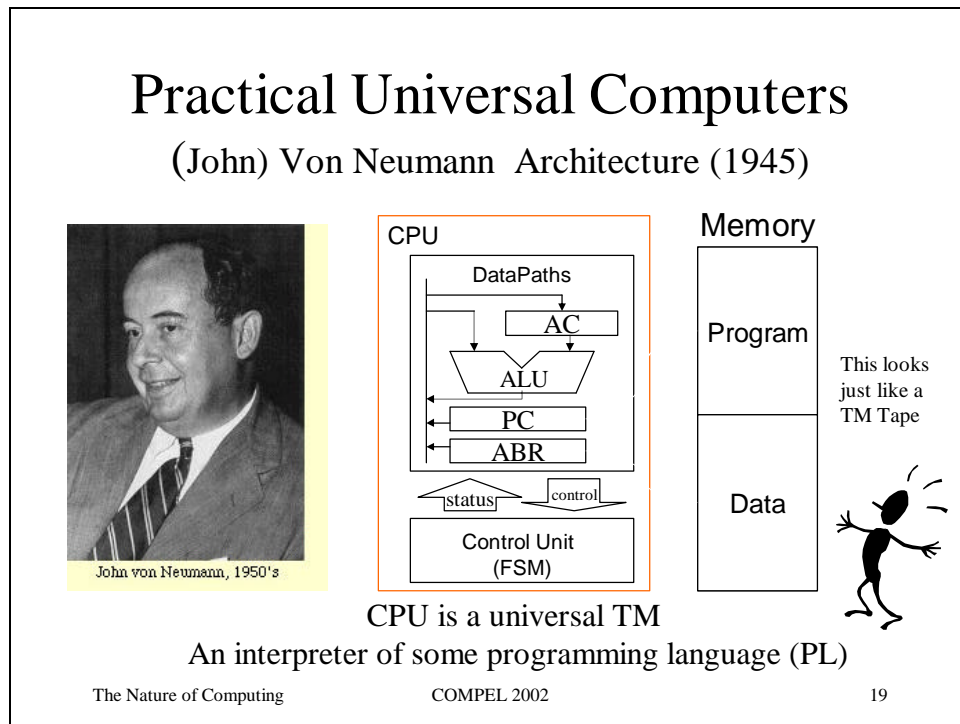 Practical Universal Computers
(John) Von Neumann Architecture (1945)
John von Neumann, 1950's
CPU
DataPaths
AC
ALU
PC
ABR
status
control
Control Unit
(FSM)
Memory
Program
Data
This looks
just like a
TM Tape
CPU is a universal TM
An interpreter of some programming language (PL)
The Nature of Computing
COMPEL 2002
19